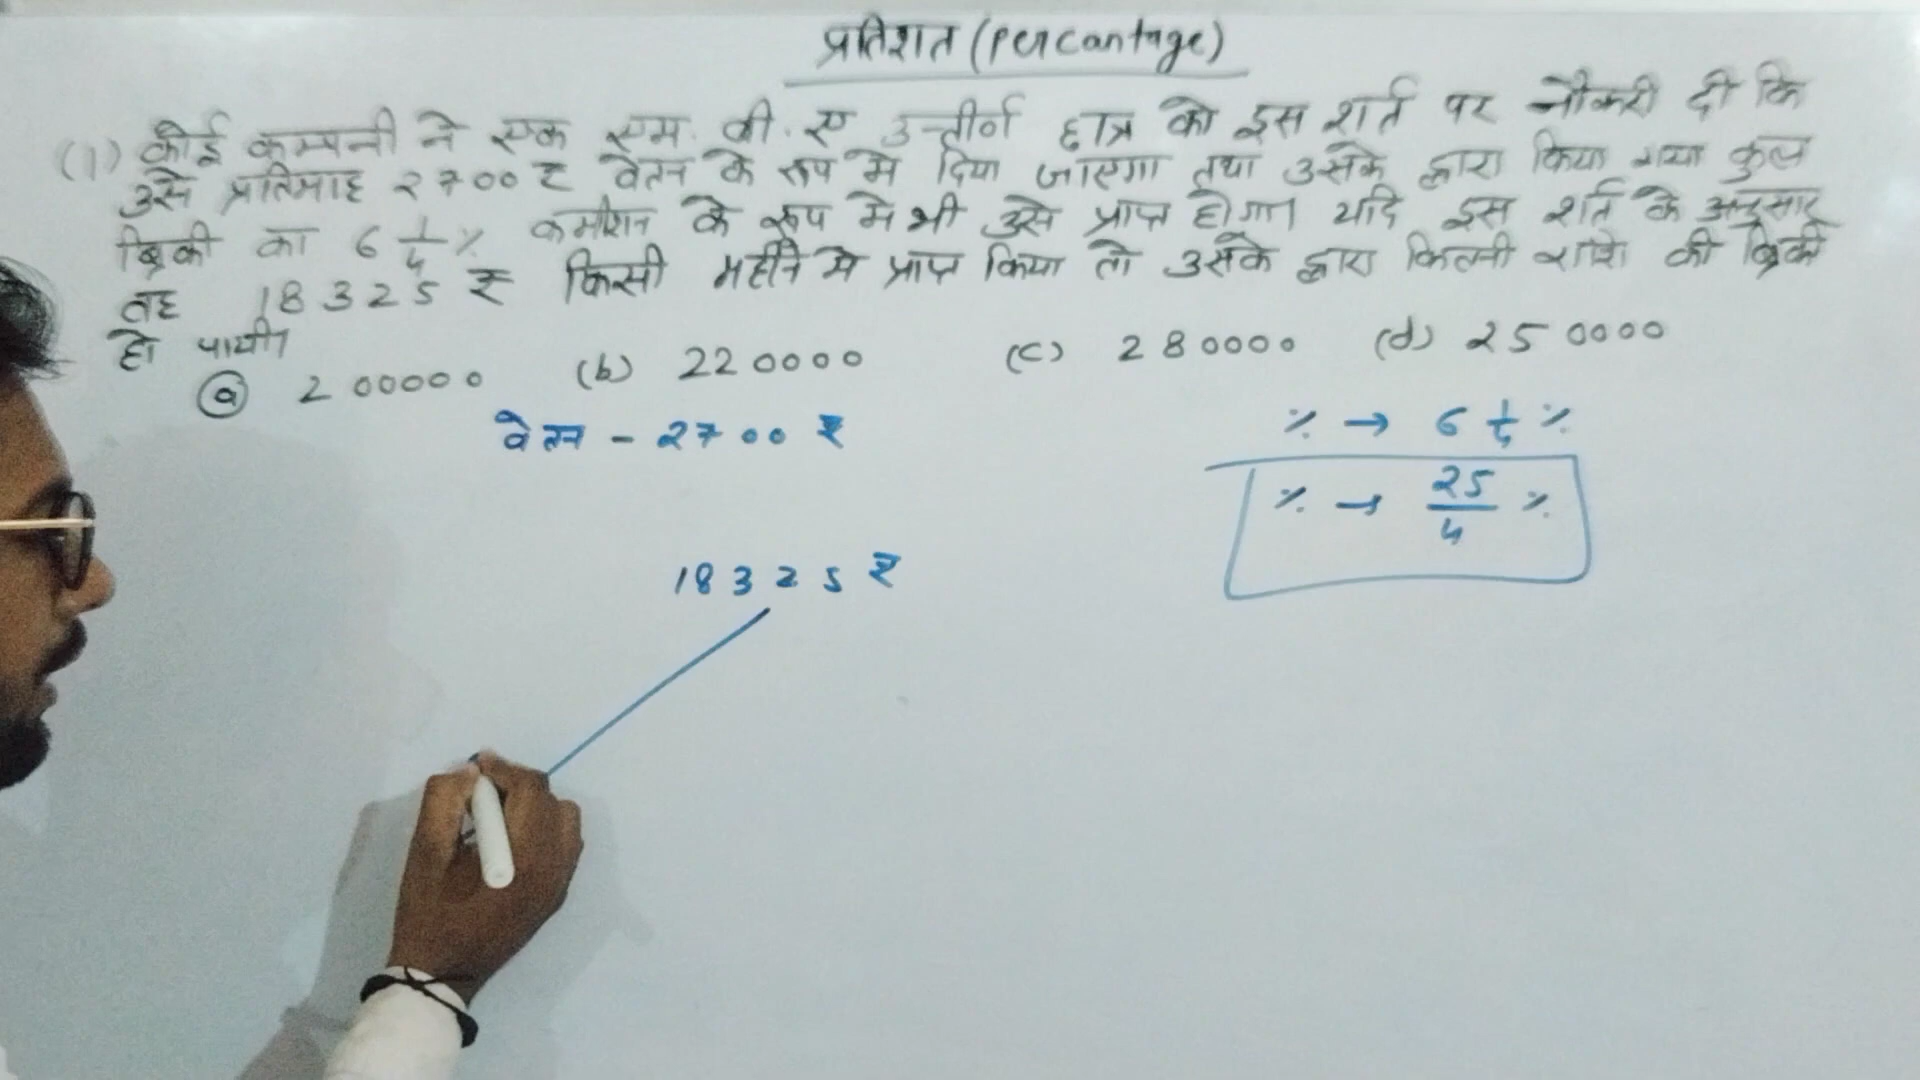 प्रतिशत (percantage)
(1) कोई कम्पनी ने एक एम. बी. ए उत्तीर्ण छात्र को इस शर्त पर नौकरी दी कि
उसे प्रतिमाह 2700 ₹ वेतन के रूप मे दिया जाएगा तथा उसके द्वारा किया गया कुल
बिक्री का 6 1/4 % कमीशन के रूप मे भी उसे प्राप्त होगा। यदि इस शर्त के अनुसार
वह 18325 ₹ किसी महीने मे प्राप्त किया तो उसके द्वारा कितनी राशि की बिक्री
हो पायी।
(a) 200000 (b) 220000 (c) 280000 (d) 250000
वेतन - 2700 ₹
% → 6 1/4 %
% → 25/4 %
18325 ₹